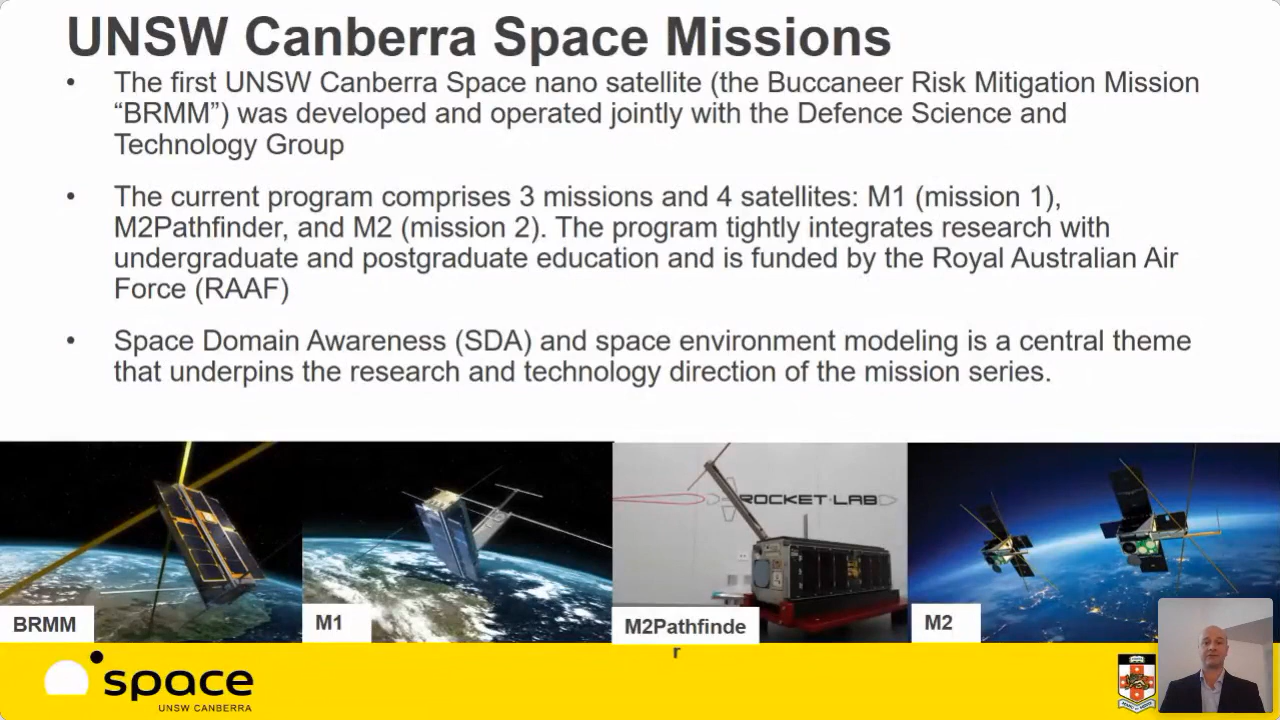 UNSW Canberra Space Missions
• The first UNSW Canberra Space nano satellite (the Buccaneer Risk Mitigation Mission
“BRMM”) was developed and operated jointly with the Defence Science and
Technology Group
• The current program comprises 3 missions and 4 satellites: M1 (mission 1),
M2Pathfinder, and M2 (mission 2). The program tightly integrates research with
undergraduate and postgraduate education and is funded by the Royal Australian Air
Force (RAAF)
• Space Domain Awareness (SDA) and space environment modeling is a central theme
that underpins the research and technology direction of the mission series.
ROCKET LAB
BRMM
M1
M2Pathfinde
r
M2
space
UNSW CANBERRA